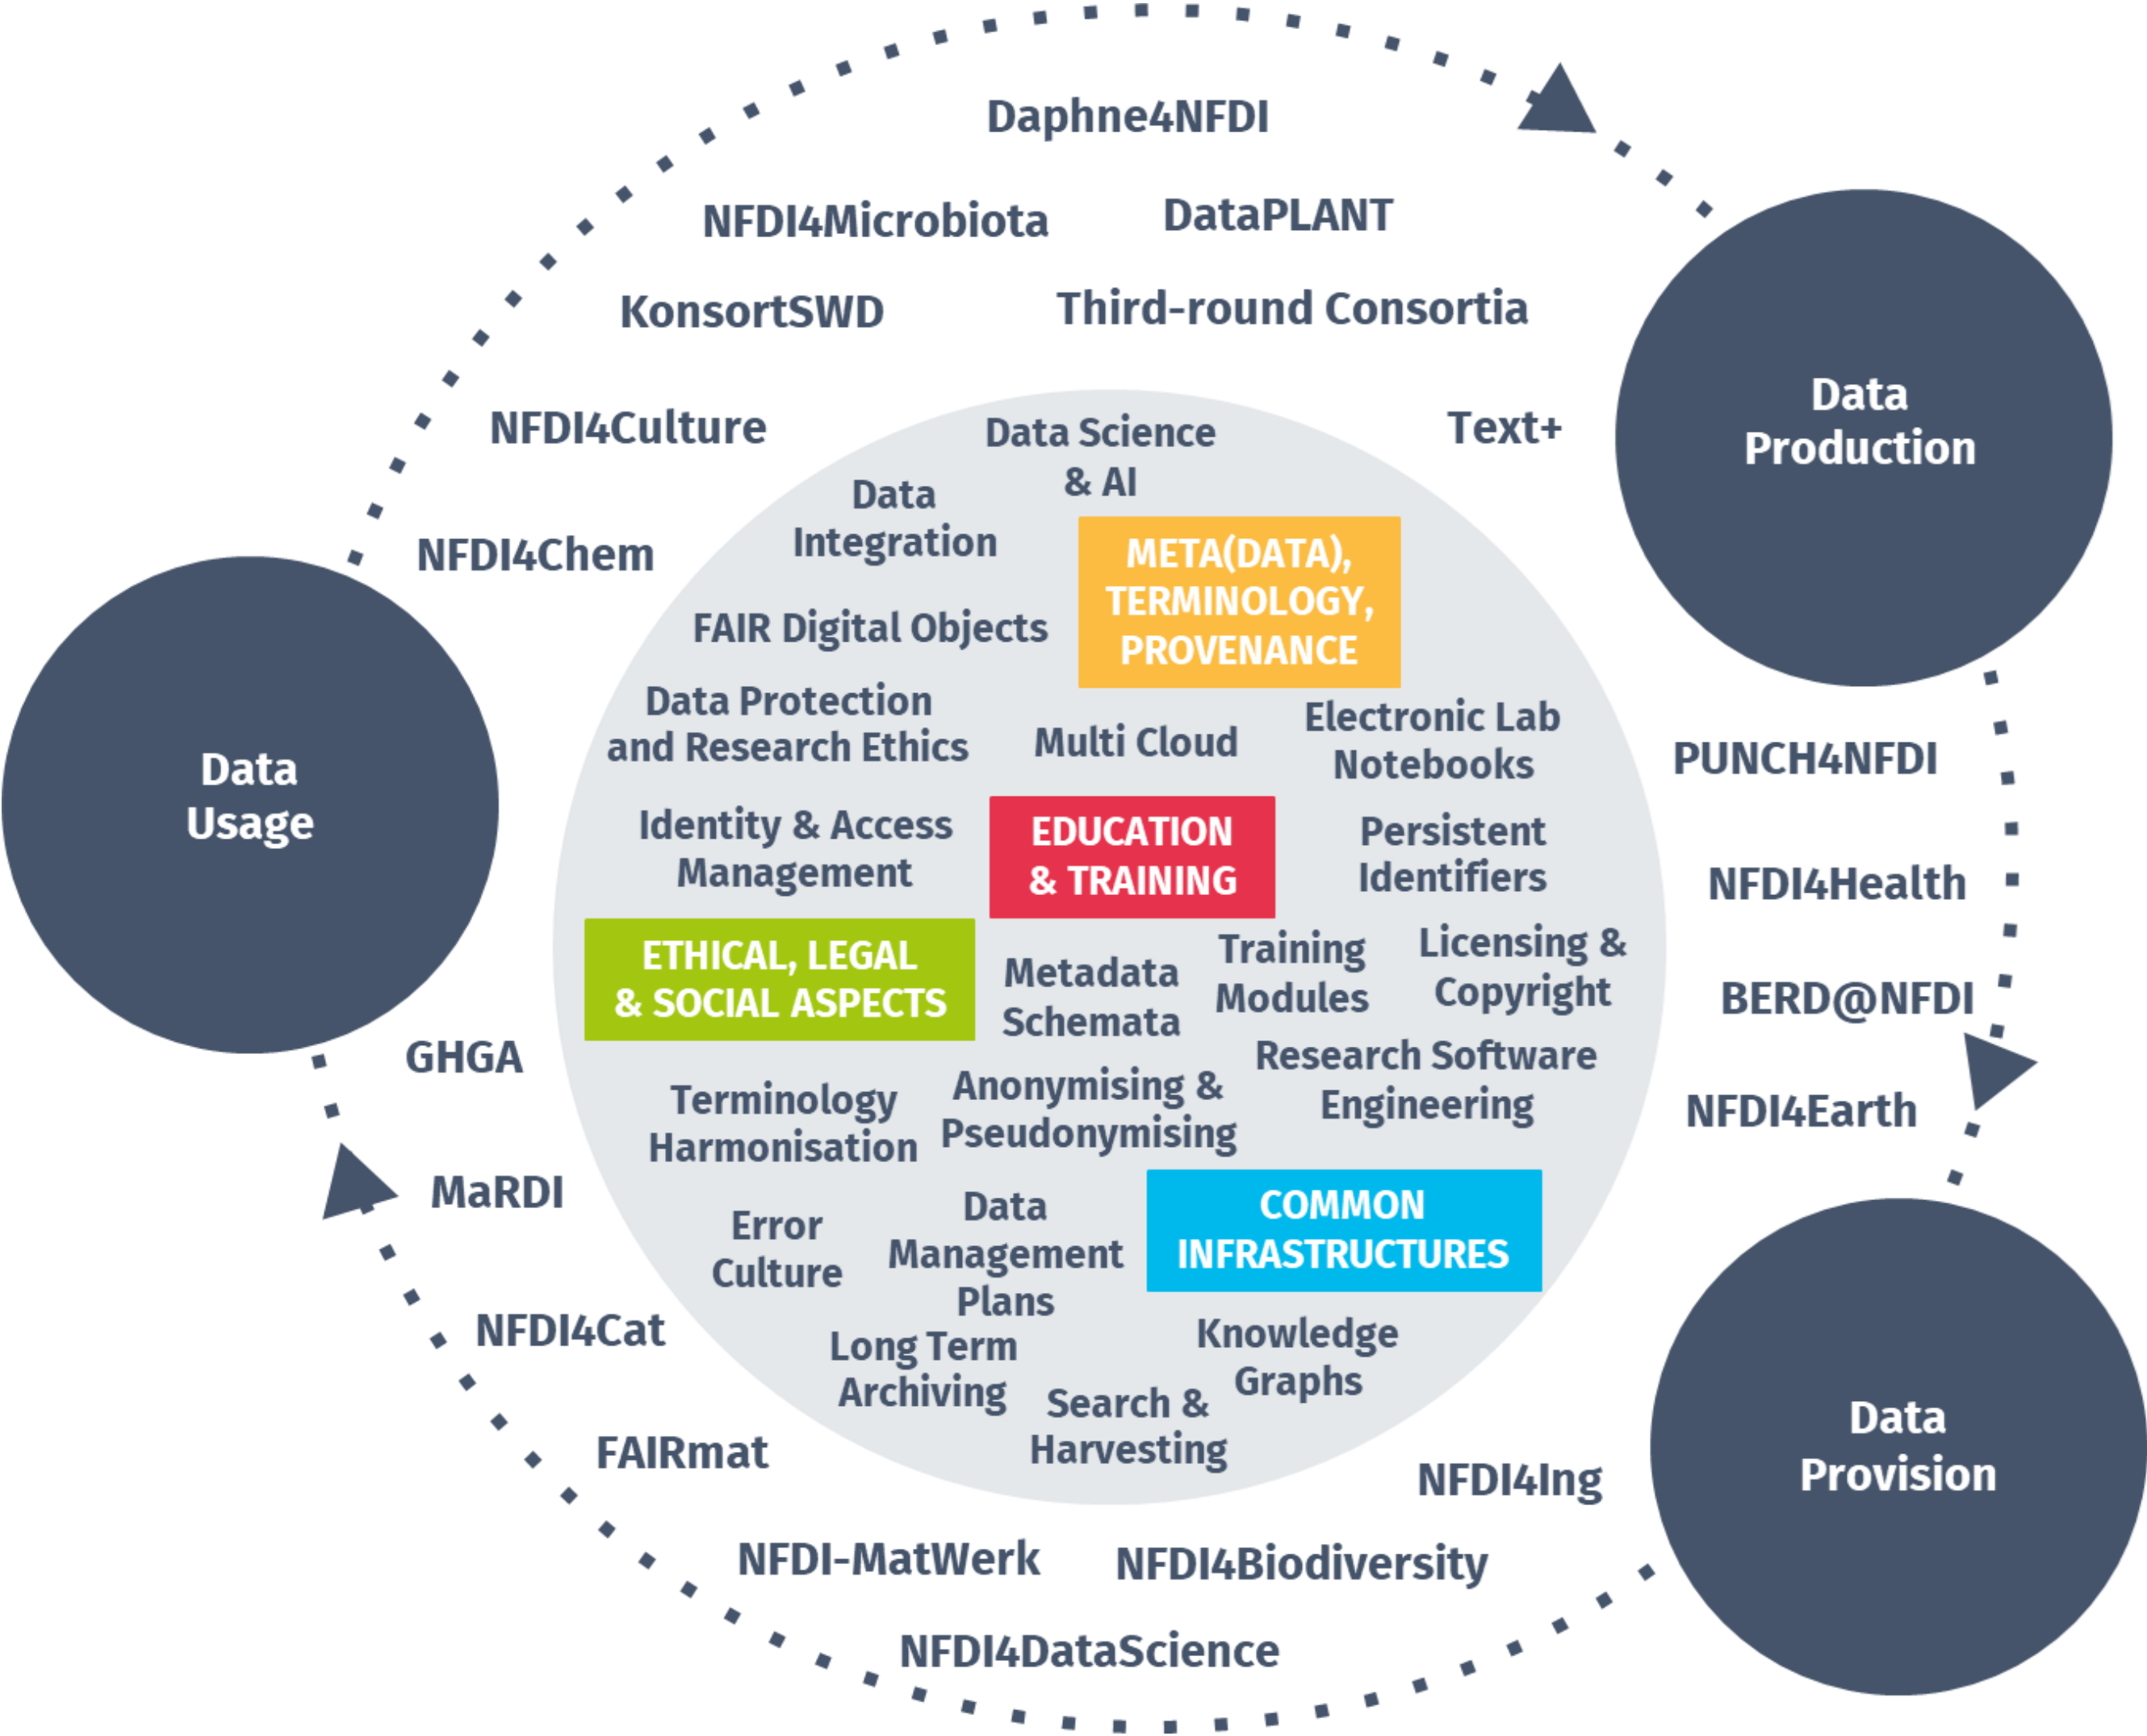 Daphne4NFDI
NFDI4Microbiota
DataPLANT
KonsortSWD
Third-round Consortia
NFDI4Culture
Text+
NFDI4Chem
Data
Production
Data
Usage
Data Science
& AI
Data
Integration
META(DATA),
TERMINOLOGY,
PROVENANCE
FAIR Digital Objects
Data Protection
and Research Ethics
Multi Cloud
Electronic Lab
Notebooks
Identity & Access
Management
EDUCATION
& TRAINING
Persistent
Identifiers
ETHICAL, LEGAL
& SOCIAL ASPECTS
Metadata
Schemata
Training
Modules
Licensing &
Copyright
Research Software
Engineering
Terminology
Harmonisation
Anonymising &
Pseudonymising
Error
Culture
Data
Management
Plans
COMMON
INFRASTRUCTURES
Long Term
Archiving
Search &
Harvesting
Knowledge
Graphs
PUNCH4NFDI
NFDI4Health
BERD@NFDI
NFDI4Earth
Data
Provision
GHGA
MaRDI
NFDI4Cat
FAIRmat
NFDI4Ing
NFDI-MatWerk
NFDI4Biodiversity
NFDI4DataScience